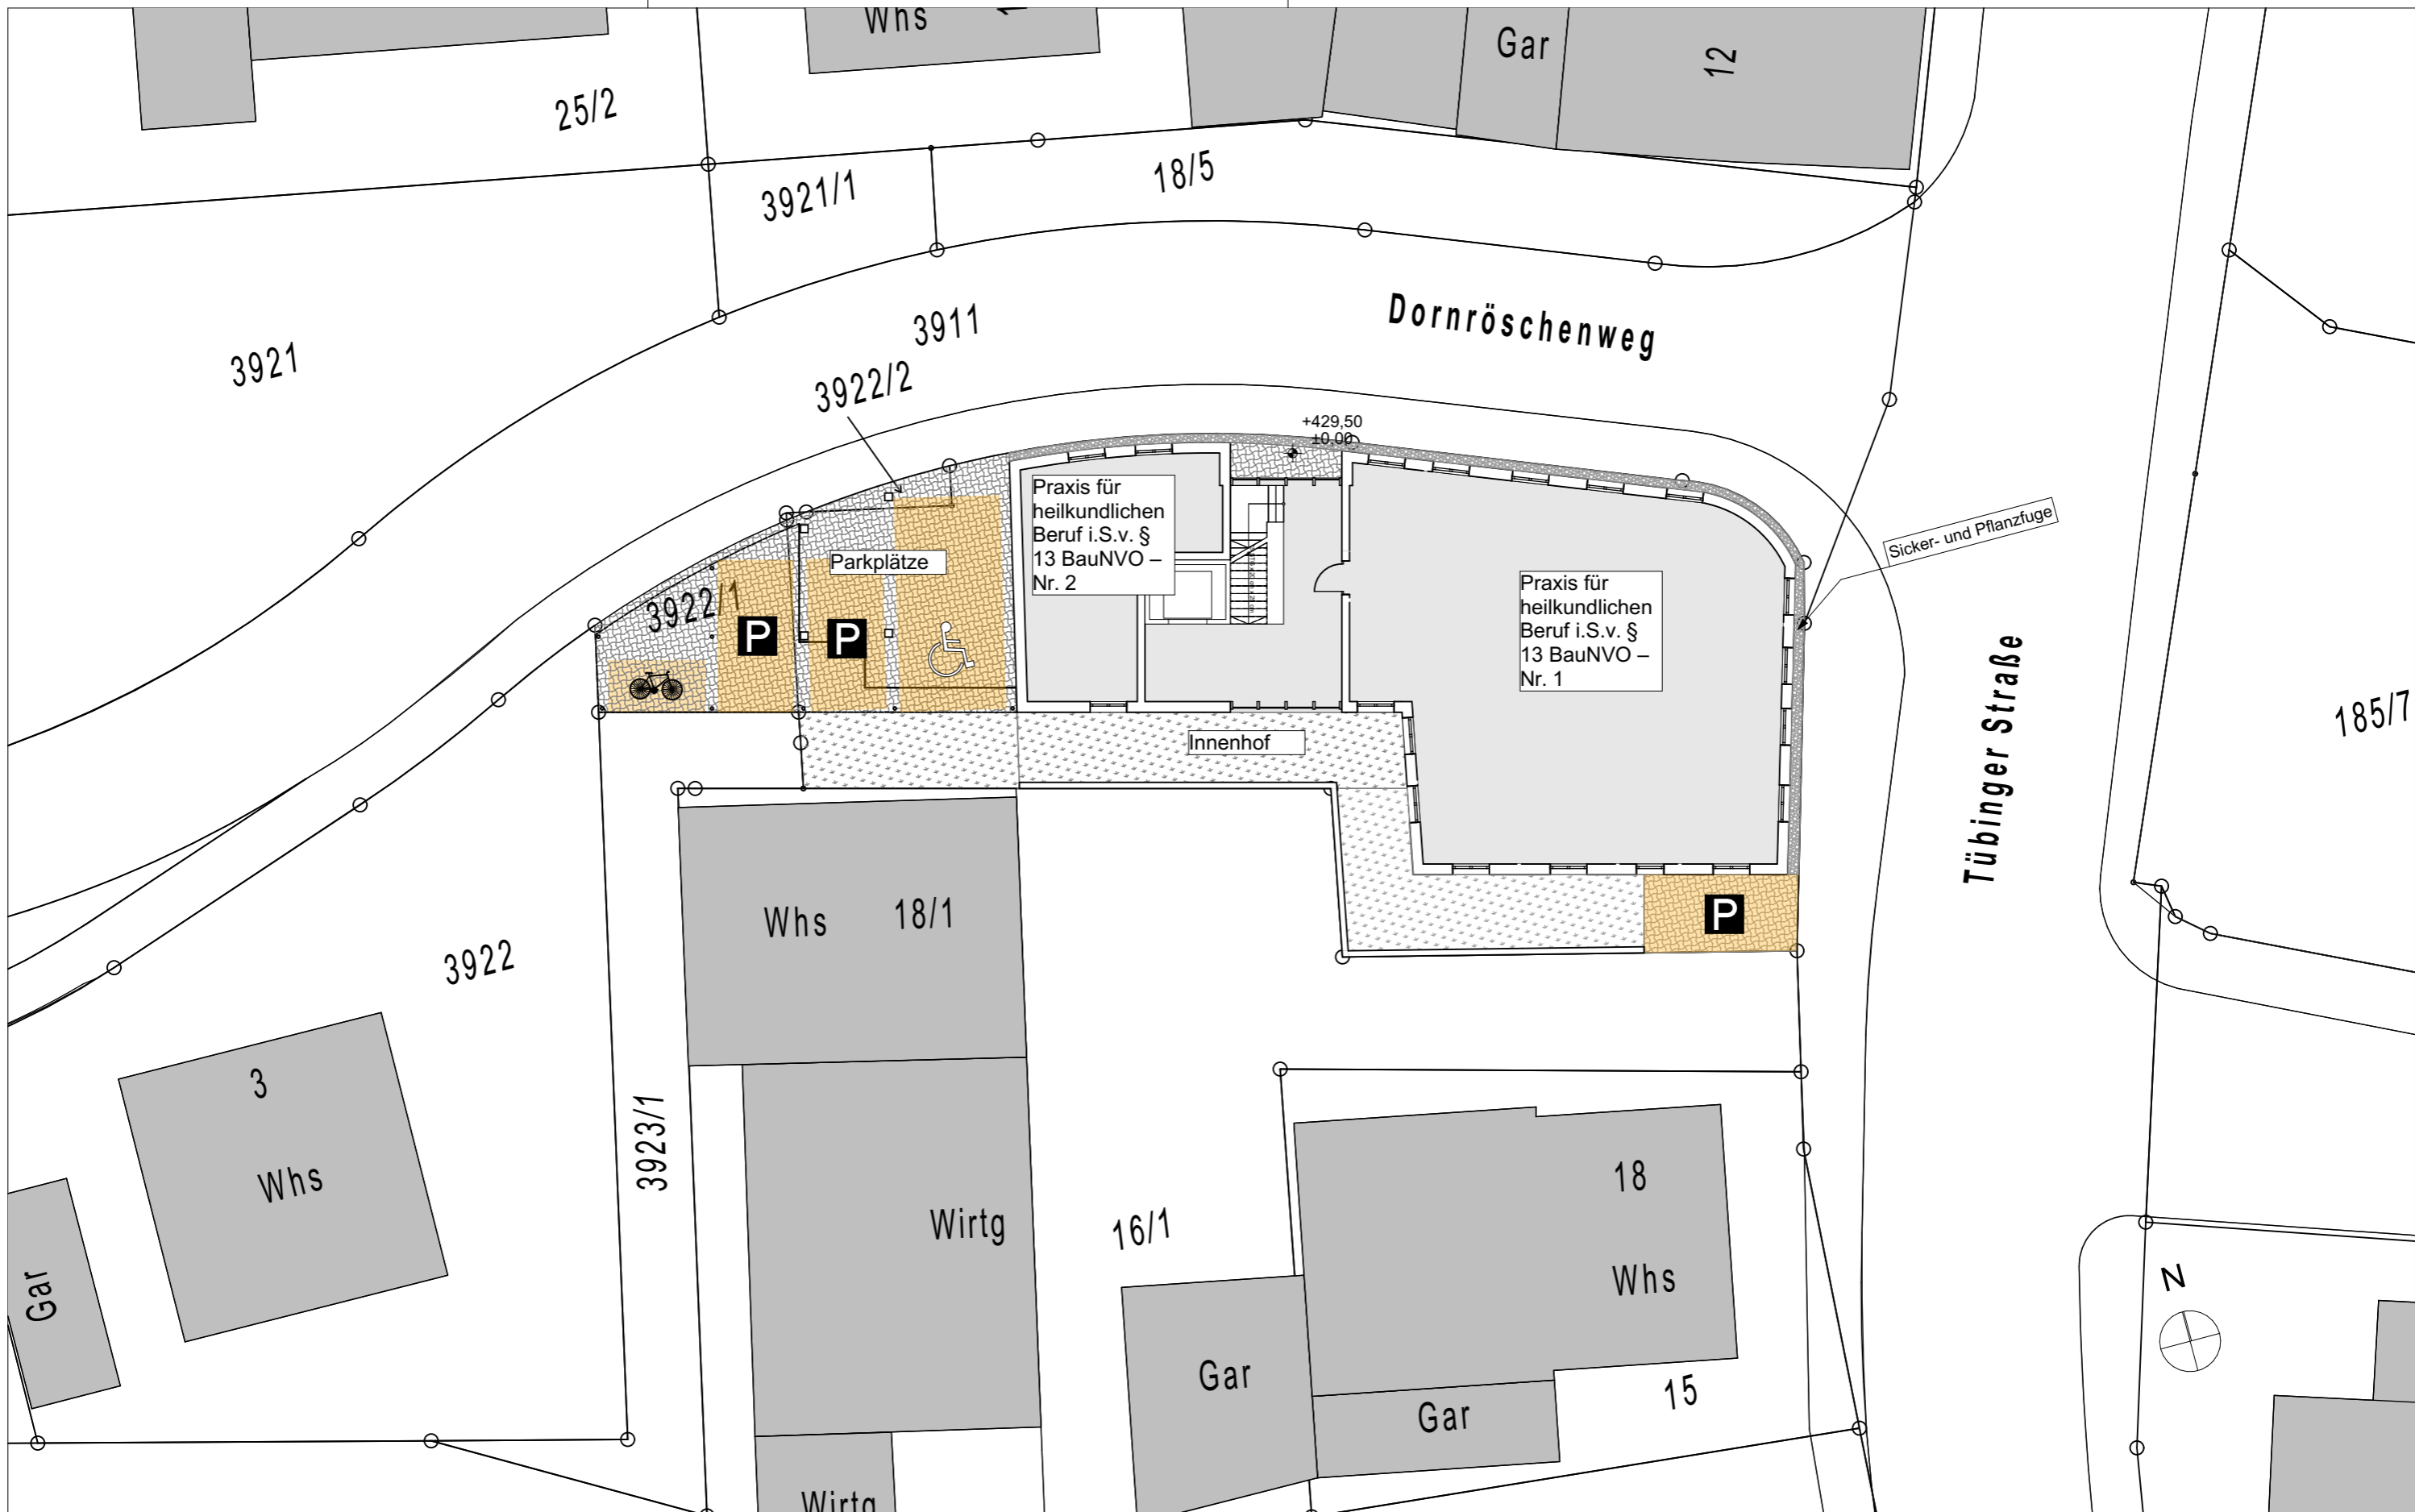 Whs
Gar
12
25/2
3921/1
18/5
3921
3911
Dornröschenweg
3922/2
+429,50
±0,00
Praxis für
heilkundlichen
Beruf i.S.v. §
13 BauNVO –
Nr. 2
Parkplätze
3922/1
P
P
Praxis für
heilkundlichen
Beruf i.S.v. §
13 BauNVO –
Nr. 1
Sicker- und Pflanzfuge
Tübinger Straße
185/7
Innenhof
P
Whs
18/1
3922
3
Whs
Gar
3923/1
Wirtg
16/1
18
Whs
N
Gar
Gar
15
Wirtg